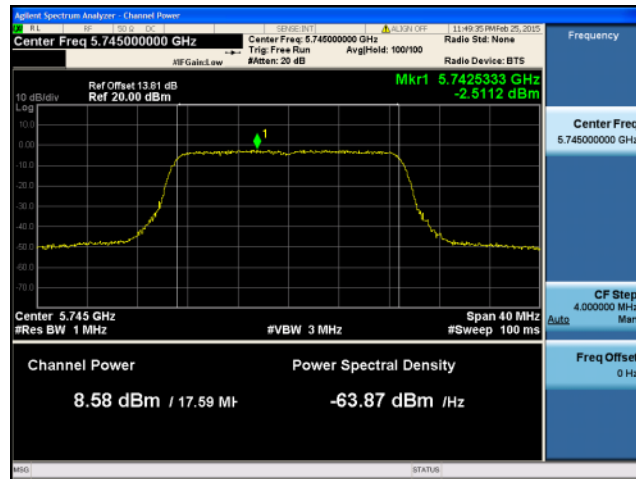 Agilent Spectrum Analyzer - Channel Power
RL RF 50 Ω DC SENSE:INT ALIGN OFF 11:49:35 PM Feb 25, 2015
Center Freq 5.745000000 GHz
Center Freq: 5.745000000 GHz
Radio Std: None
Trig: Free Run Avg|Hold: 100/100
#IFGain:Low #Atten: 20 dB Radio Device: BTS
Frequency
Ref Offset 13.81 dB
10 dB/div Ref 20.00 dBm
Mkr1 5.7425333 GHz
-2.5112 dBm
Log
10.0
0.00
-10.0
-20.0
-30.0
-40.0
-50.0
-60.0
-70.0
1
Center 5.745 GHz Span 40 MHz
#Res BW 1 MHz #VBW 3 MHz #Sweep 100 ms
Channel Power Power Spectral Density
8.58 dBm / 17.59 MH -63.87 dBm /Hz
Center Freq
5.745000000 GHz
CF Step
4.000000 MHz
Auto Man
Freq Offset
0 Hz
MSG STATUS